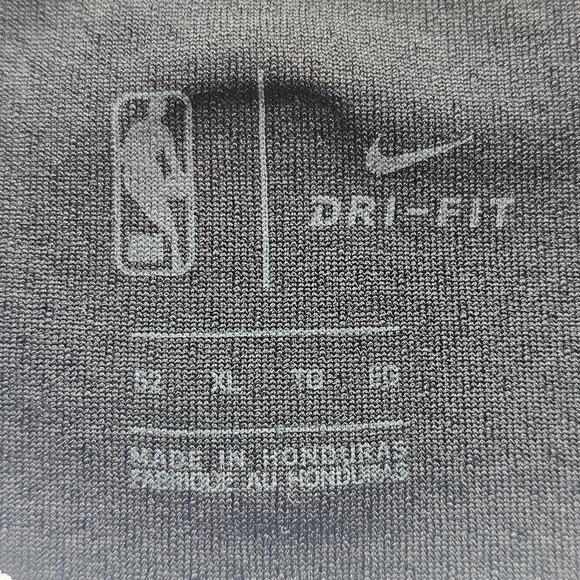 DRI-FIT
52 XL TG EG
MADE IN HONDURAS
FABRIQUÉ AU HONDURAS